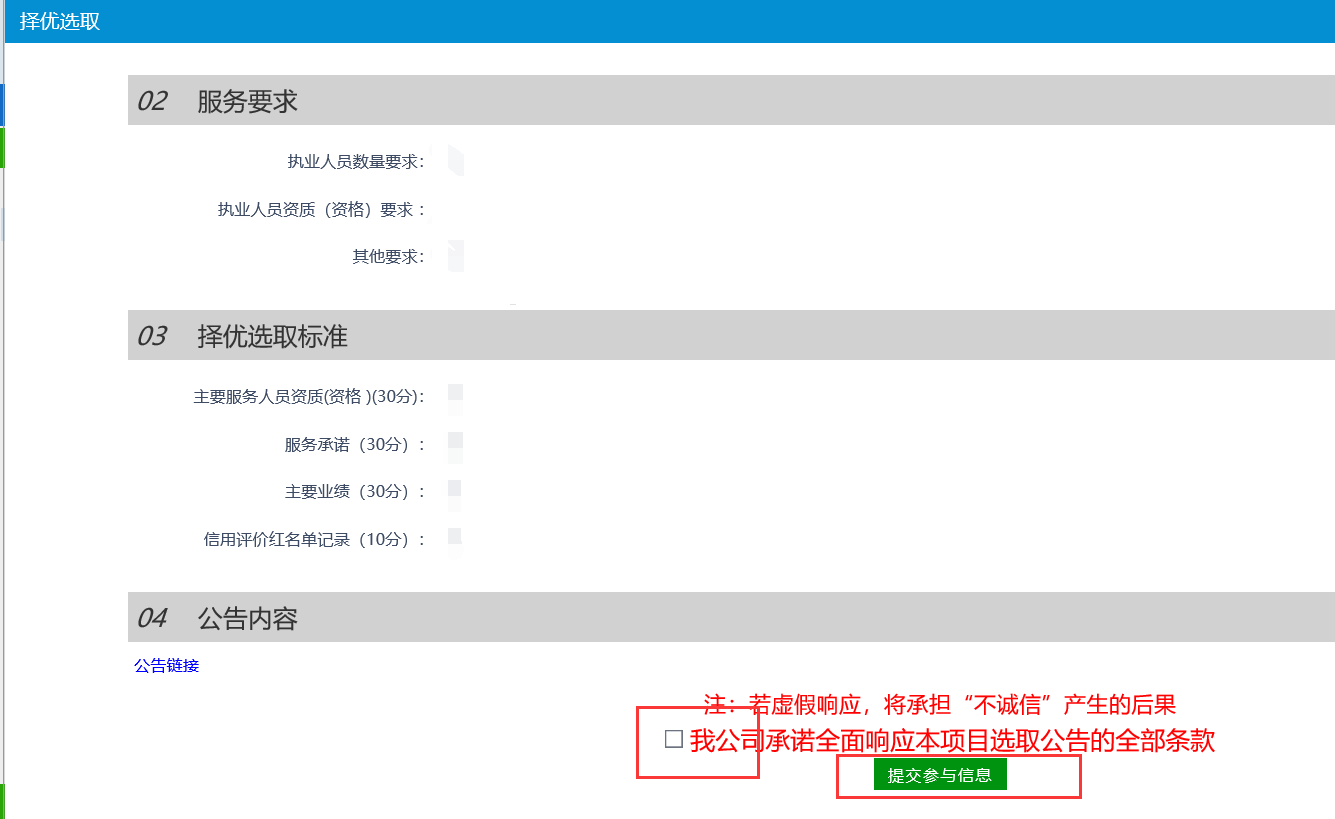 择优选取
02 服务要求
执业人员数量要求：
执业人员资质（资格）要求 ：
其他要求：
03 择优选取标准
主要服务人员资质(资格 )(30分)：
服务承诺（30分）：
主要业绩（30分）：
信用评价红名单记录（10分）：
04 公告内容
公告链接
注：若虚假响应，将承担“不诚信”产生的后果
我公司承诺全面响应本项目选取公告的全部条款
提交参与信息